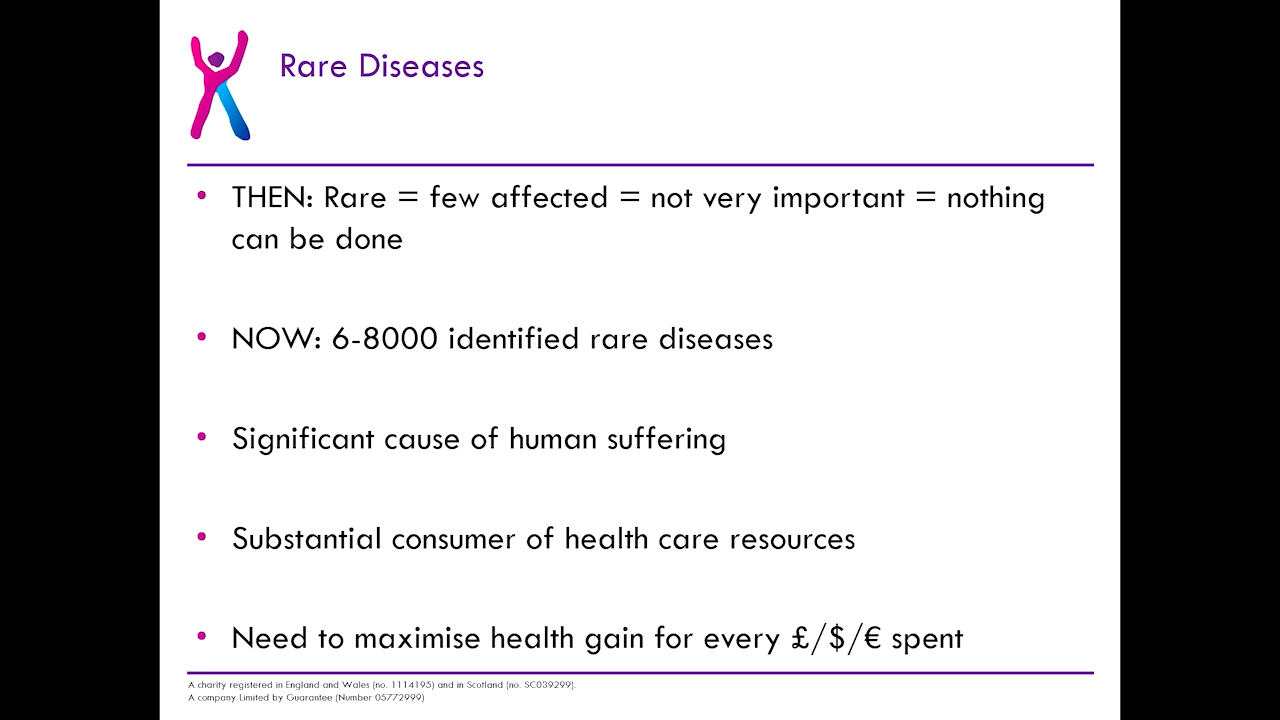 Rare Diseases
• THEN: Rare = few affected = not very important = nothing
can be done
• NOW: 6-8000 identified rare diseases
• Significant cause of human suffering
• Substantial consumer of health care resources
• Need to maximise health gain for every £/$/€ spent
A charity registered in England and Wales (no. 1114195) and in Scotland (no. SC039299).
A company Limited by Guarantee (Number 05772999)